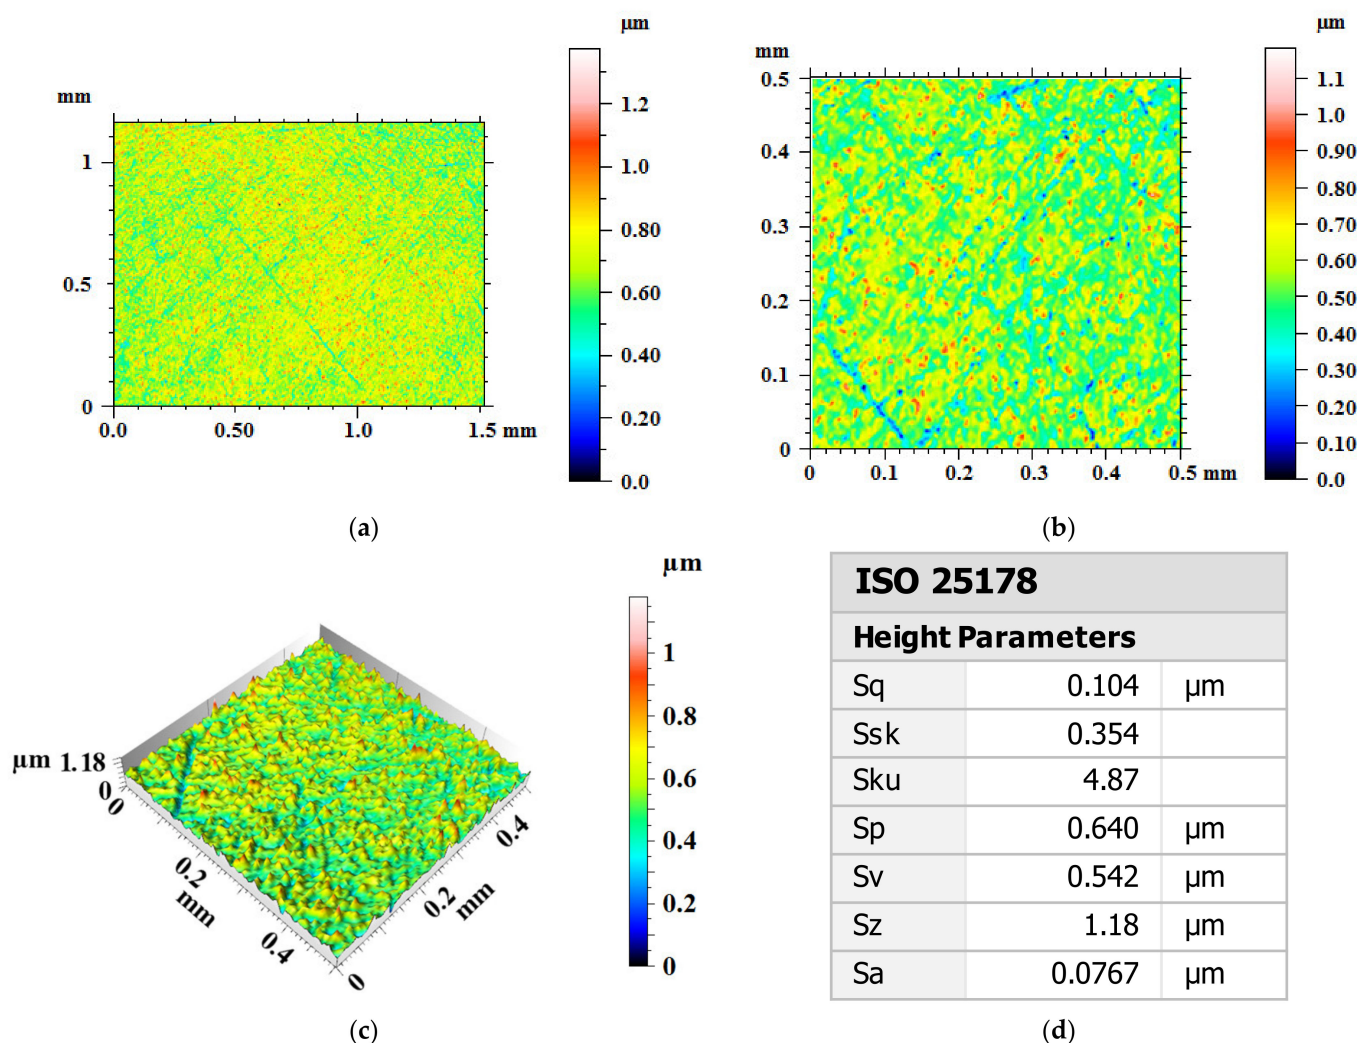 µm
mm
1.2
1.0
0.80
0.60
0.40
0.20
0.0
1
0.5
0
0.0 0.50 1.0 1.5 mm
(a)
µm
mm
1.1
1.0
0.90
0.80
0.70
0.60
0.50
0.40
0.30
0.20
0.10
0.0
0.5
0.4
0.3
0.2
0.1
0
0 0.1 0.2 0.3 0.4 0.5 mm
(b)
µm
1
0.8
0.6
0.4
0.2
0
µm 1.18
0
0
0.2
mm
0.4
0
0.2
mm
0.4
(c)
ISO 25178
Height Parameters
Sq 0.104 µm
Ssk 0.354
Sku 4.87
Sp 0.640 µm
Sv 0.542 µm
Sz 1.18 µm
Sa 0.0767 µm
(d)